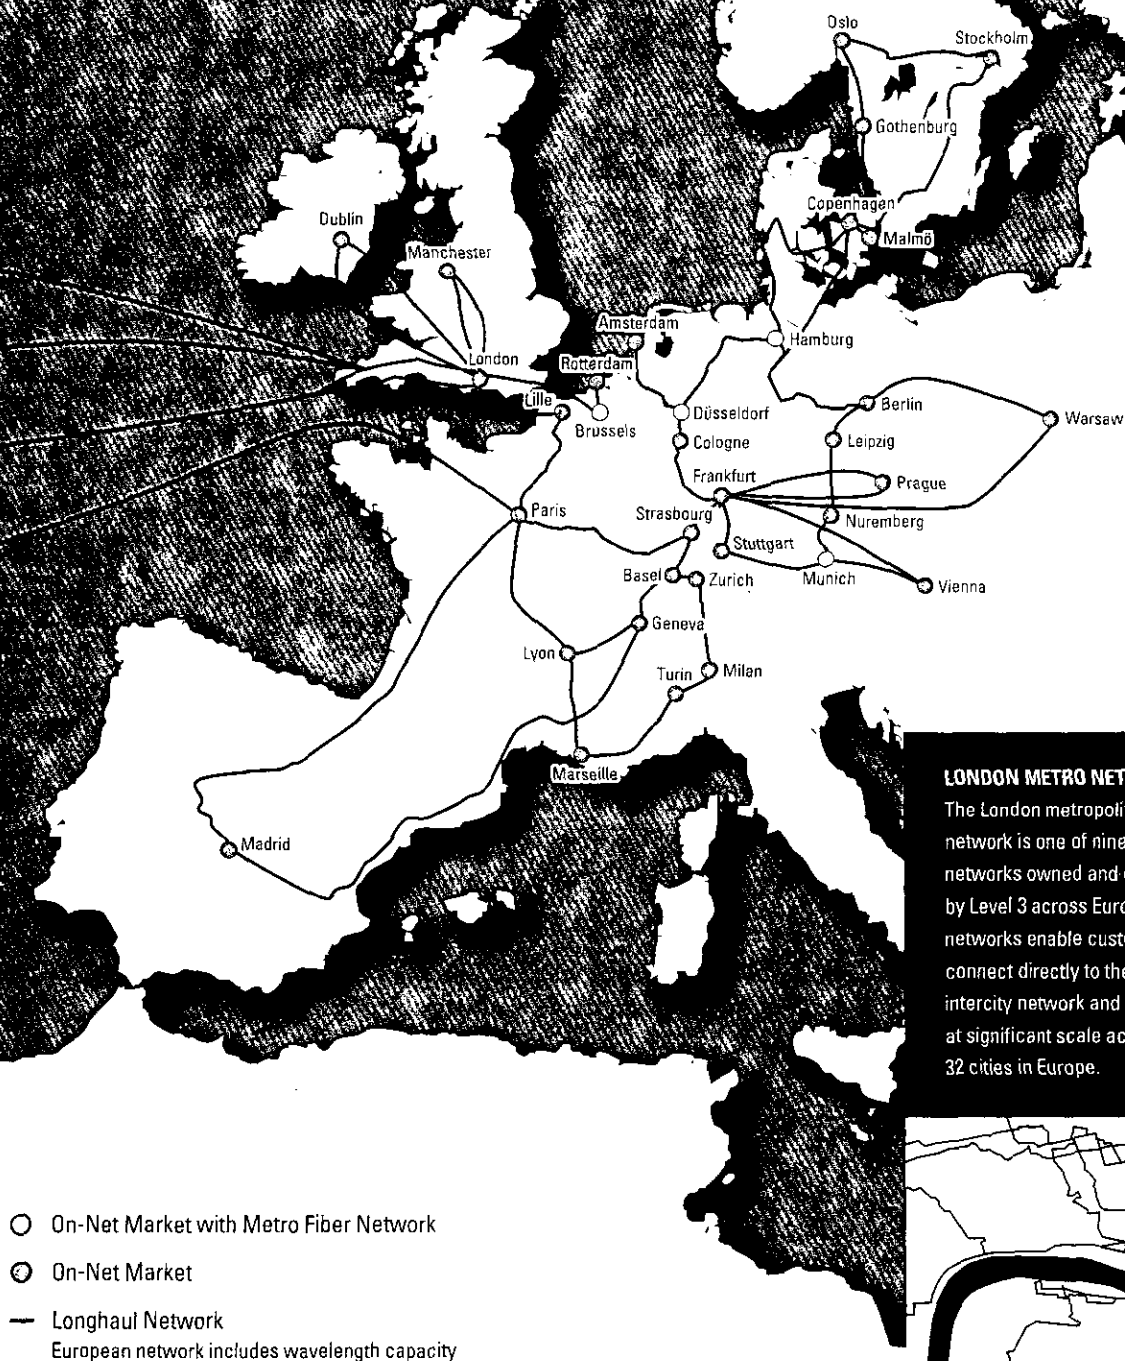 Oslo
Stockholm
Gothenburg
Copenhagen
Malmö
Dublin
Manchester
Amsterdam
Hamburg
London
Rotterdam
Lille
Brussels
Düsseldorf
Berlin
Warsaw
Cologne
Leipzig
Frankfurt
Prague
Paris
Strasbourg
Nuremberg
Stuttgart
Basel
Zurich
Munich
Vienna
Geneva
Lyon
Turin
Milan
Marseille
Madrid
LONDON METRO NET
The London metropoli
network is one of nine
networks owned and
by Level 3 across Euro
networks enable cust
connect directly to the
intercity network and
at significant scale ac
32 cities in Europe.
On-Net Market with Metro Fiber Network
On-Net Market
Longhaul Network
European network includes wavelength capacity